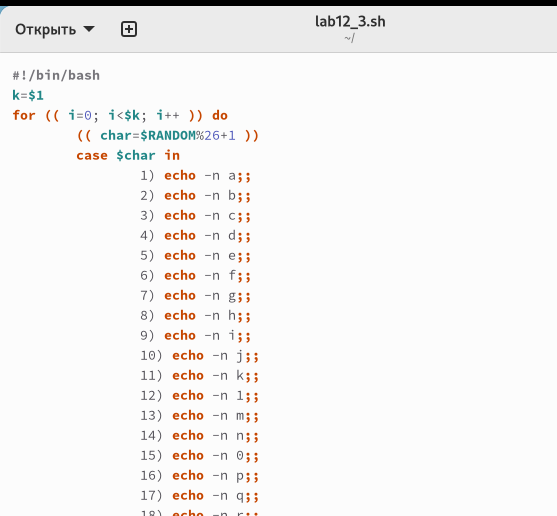 Открыть
lab12_3.sh
~/
#!/bin/bash
k=$1
for (( i=0; i<$k; i++ )) do
(( char=$RANDOM%26+1 ))
case $char in
1) echo -n a;;
2) echo -n b;;
3) echo -n c;;
4) echo -n d;;
5) echo -n e;;
6) echo -n f;;
7) echo -n g;;
8) echo -n h;;
9) echo -n i;;
10) echo -n j;;
11) echo -n k;;
12) echo -n 1;;
13) echo -n m;;
14) echo -n n;;
15) echo -n 0;;
16) echo -n p;;
17) echo -n q;;
18) echo -n r;;